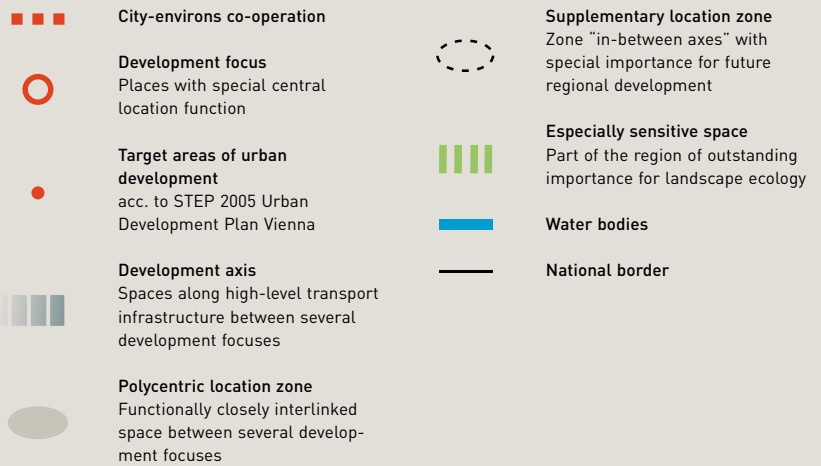 City-environs co-operation
Development focus
Places with special central
location function
Target areas of urban
development
acc. to STEP 2005 Urban
Development Plan Vienna
Development axis
Spaces along high-level transport
infrastructure between several
development focuses
Polycentric location zone
Functionally closely interlinked
space between several develop-
ment focuses
Supplementary location zone
Zone “in-between axes” with
special importance for future
regional development
Especially sensitive space
Part of the region of outstanding
importance for landscape ecology
Water bodies
National border